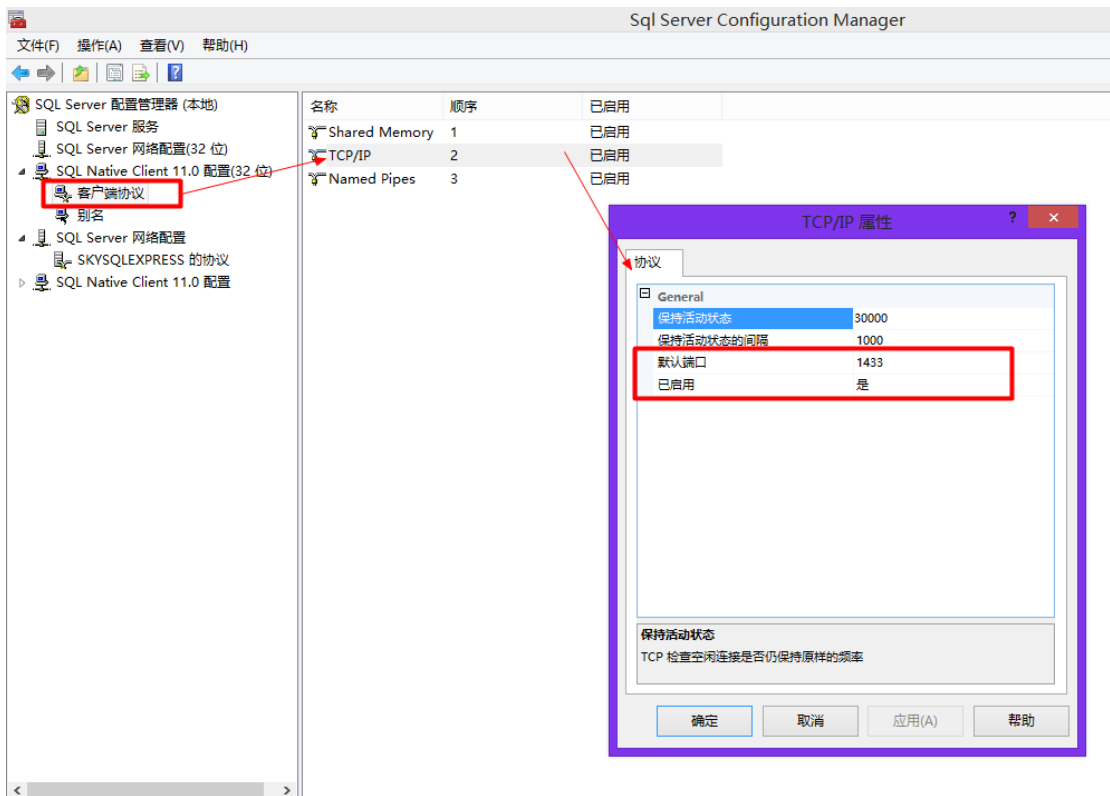 Sql Server Configuration Manager
文件(F) 操作(A) 查看(V) 帮助(H)
SQL Server 配置管理器 (本地)
SQL Server 服务
SQL Server 网络配置(32 位)
SQL Native Client 11.0 配置(32 位)
客户端协议
别名
SQL Server 网络配置
SKYSQLEXPRESS 的协议
SQL Native Client 11.0 配置
名称 顺序 已启用
Shared Memory 1 已启用
TCP/IP 2 已启用
Named Pipes 3 已启用
TCP/IP 属性 ?
协议
General
保持活动状态 30000
保持活动状态的间隔 1000
默认端口 1433
已启用 是
保持活动状态
TCP 检查空闲连接是否仍保持原样的频率
确定 取消 应用(A) 帮助